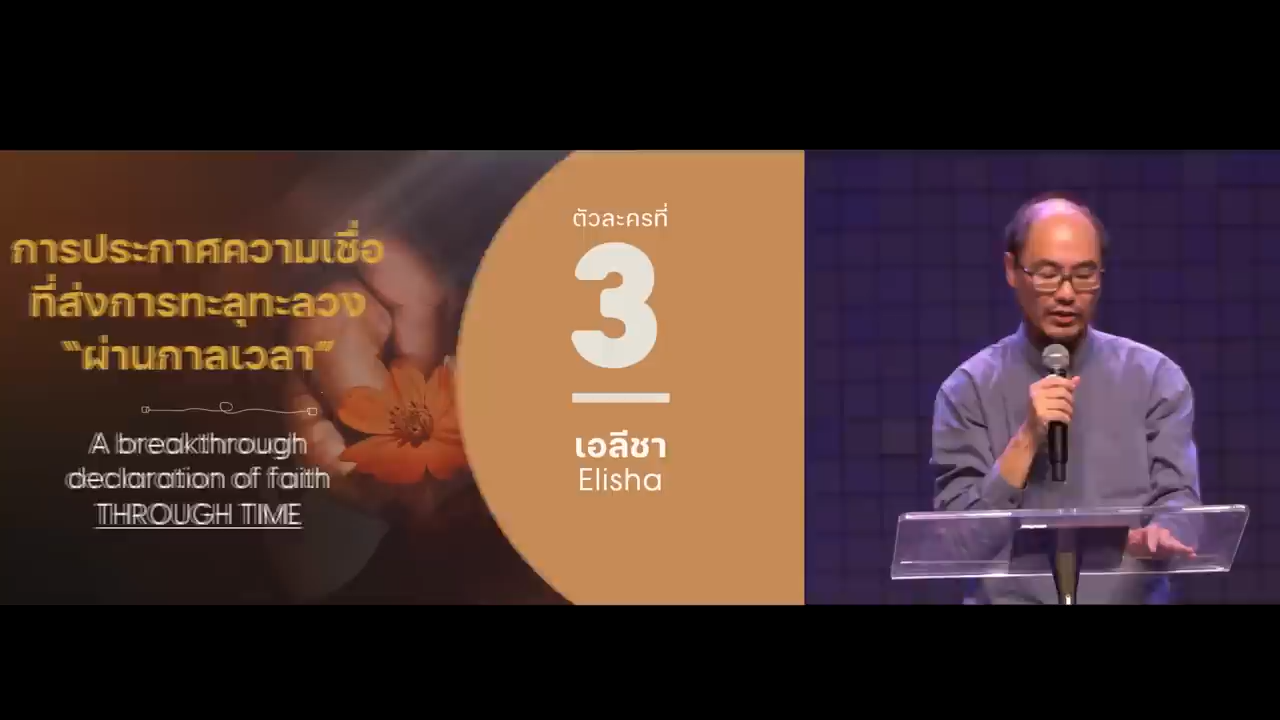 การประกาศความเชื่อ
ที่ส่งการทะลุทะลวง
“ผ่านกาลเวลา”
A breakthrough
declaration of faith
THROUGH TIME
ตัวละครที่
3
เอลีชา
Elisha